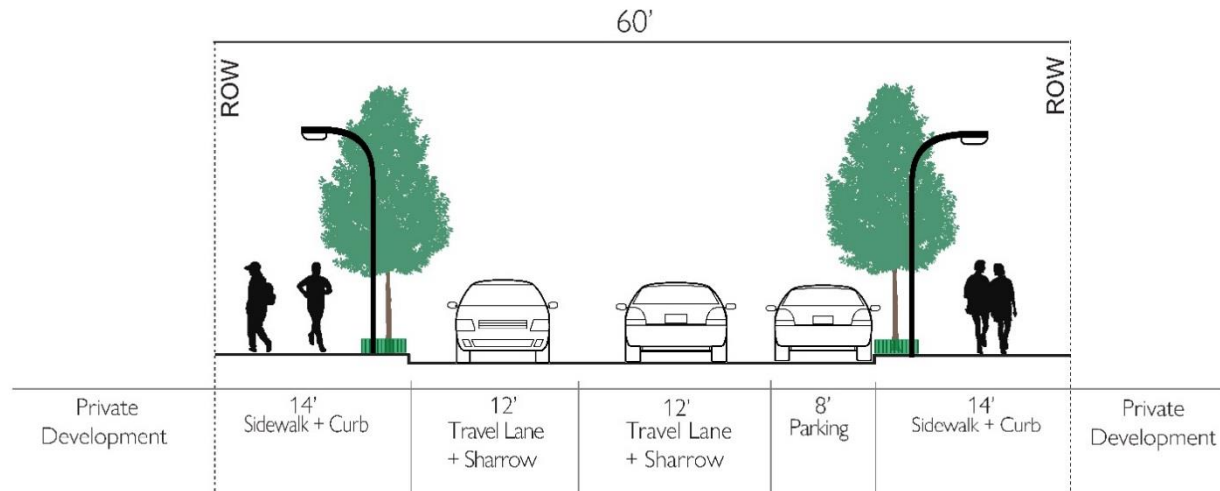 60'
ROW
ROW
Private
Development
14'
Sidewalk + Curb
12'
Travel Lane
+ Sharrow
12'
Travel Lane
+ Sharrow
8'
Parking
14'
Sidewalk + Curb
Private
Development